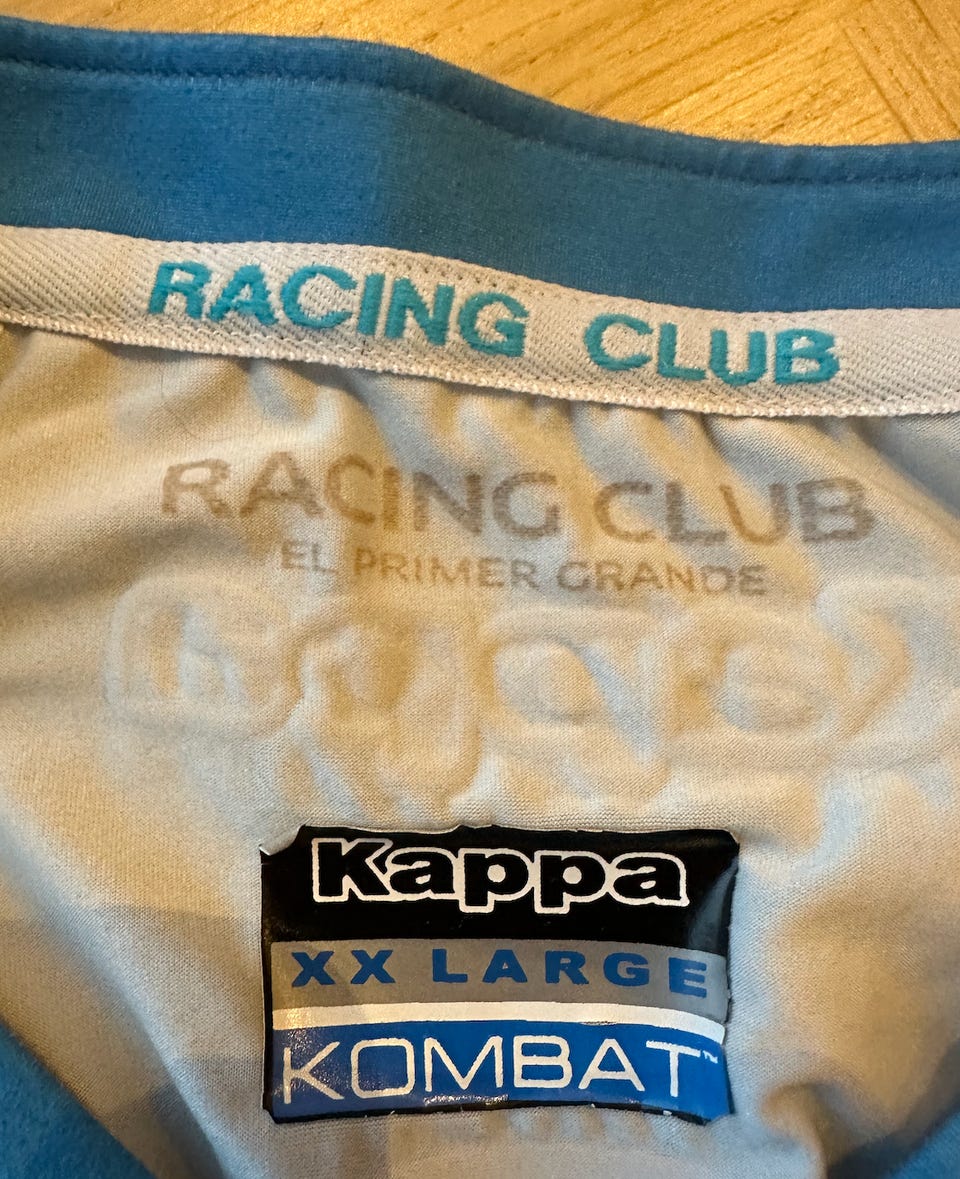 RACING CLUB
RACING CLUB
EL PRIMER GRANDE
Kappa
XX LARGE
KOMBAT™